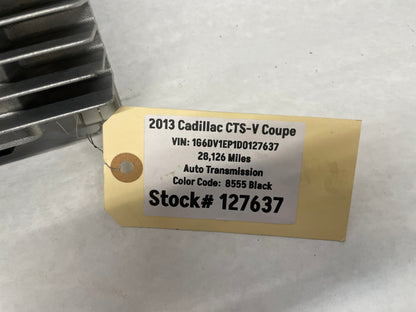 2013 Cadillac CTS-V Coupe
VIN: 1G6DV1EP1D0127637
28,126 Miles
Auto Transmission
Color Code: 8555 Black
Stock# 127637